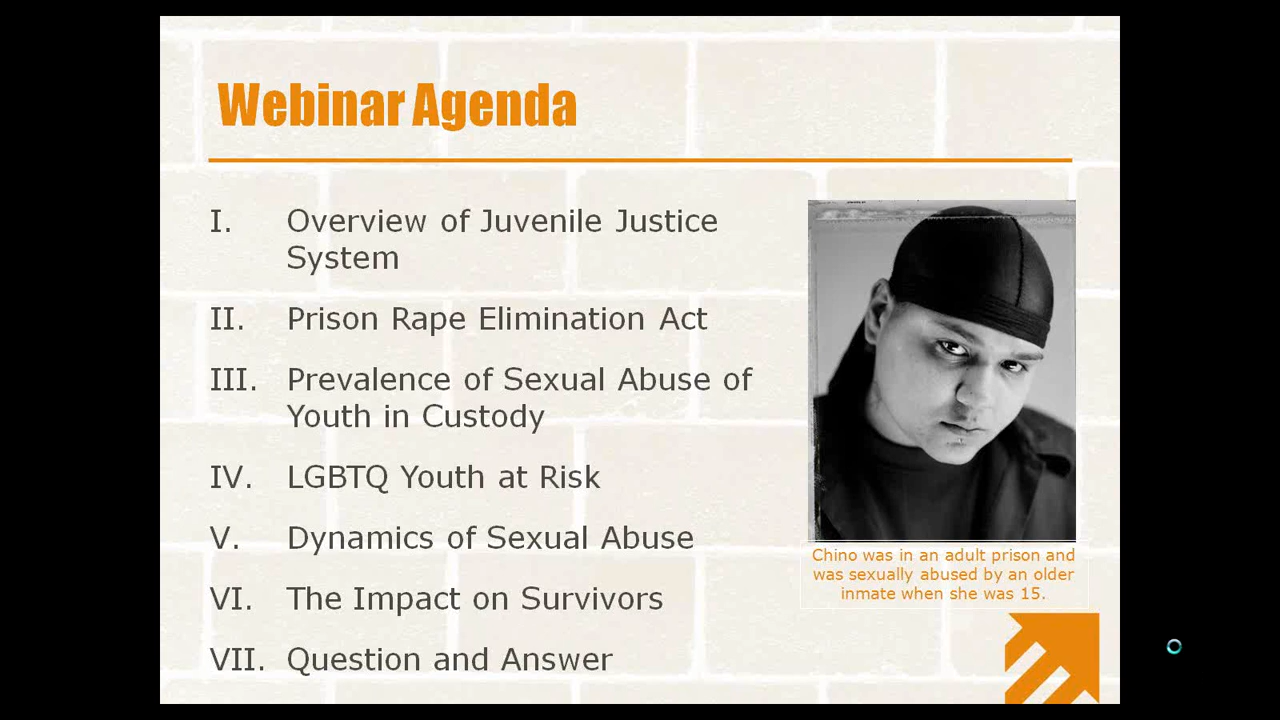 Webinar Agenda
I. Overview of Juvenile Justice
System
II. Prison Rape Elimination Act
III. Prevalence of Sexual Abuse of
Youth in Custody
IV. LGBTQ Youth at Risk
V. Dynamics of Sexual Abuse
VI. The Impact on Survivors
VII. Question and Answer
Chino was in an adult prison and
was sexually abused by an older
inmate when she was 15.